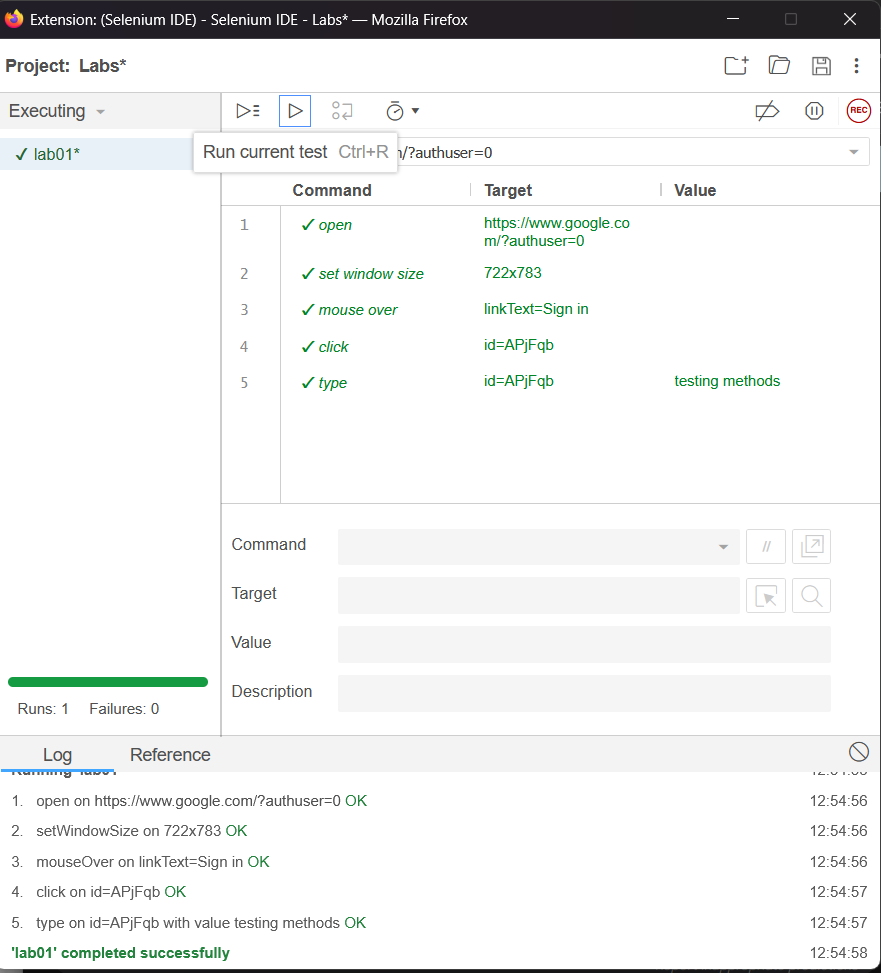 Extension: (Selenium IDE) - Selenium IDE - Labs* — Mozilla Firefox
Project: Labs*
Executing
REC
✓ lab01*
Run current test Ctrl+R
/?authuser=0
Command Target Value
1 ✓ open https://www.google.co
m/?authuser=0
2 ✓ set window size 722x783
3 ✓ mouse over linkText=Sign in
4 ✓ click id=APjFqb
5 ✓ type id=APjFqb testing methods
Command
//
Target
Value
Description
Runs: 1 Failures: 0
Log Reference
Running 'lab01'
1. open on https://www.google.com/?authuser=0 OK 12:54:56
2. setWindowSize on 722x783 OK 12:54:56
3. mouseOver on linkText=Sign in OK 12:54:56
4. click on id=APjFqb OK 12:54:57
5. type on id=APjFqb with value testing methods OK 12:54:57
'lab01' completed successfully 12:54:58